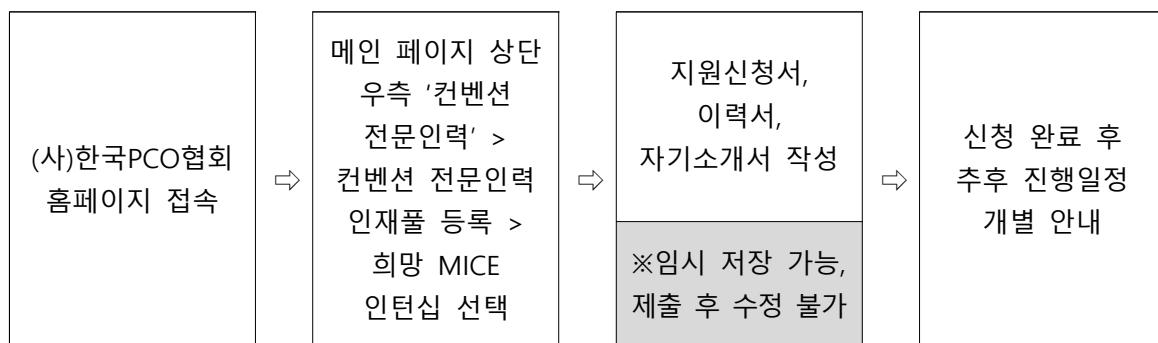 (사)한국PCO협회
홈페이지 접속
⇨
메인 페이지 상단
우측 ‘컨벤션
전문인력’ >
컨벤션 전문인력
인재풀 등록 >
희망 MICE
인턴십 선택
⇨
지원신청서,
이력서,
자기소개서 작성
※임시 저장 가능,
제출 후 수정 불가
⇨
신청 완료 후
추후 진행일정
개별 안내